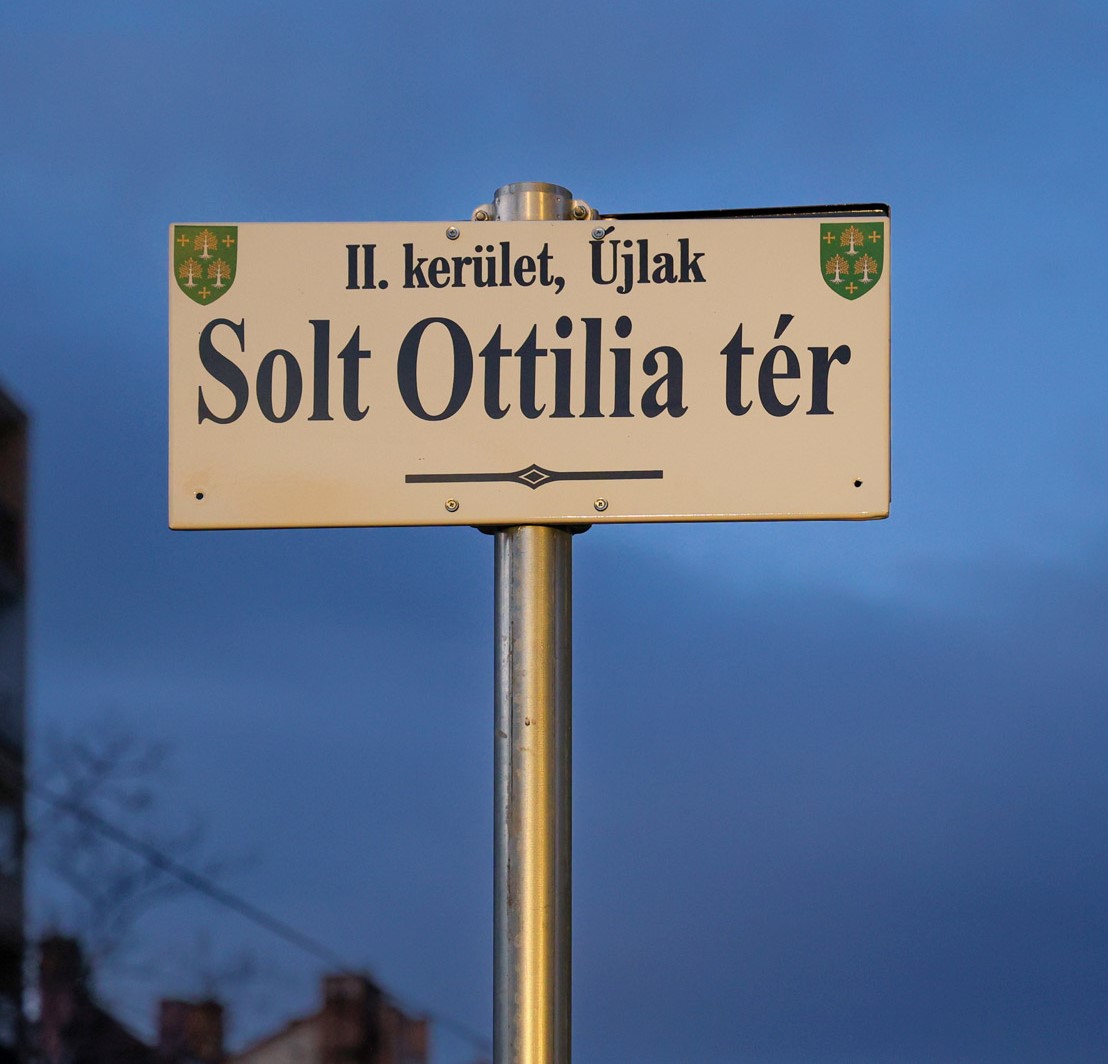 II. kerület, Újlak
Solt Ottilia tér